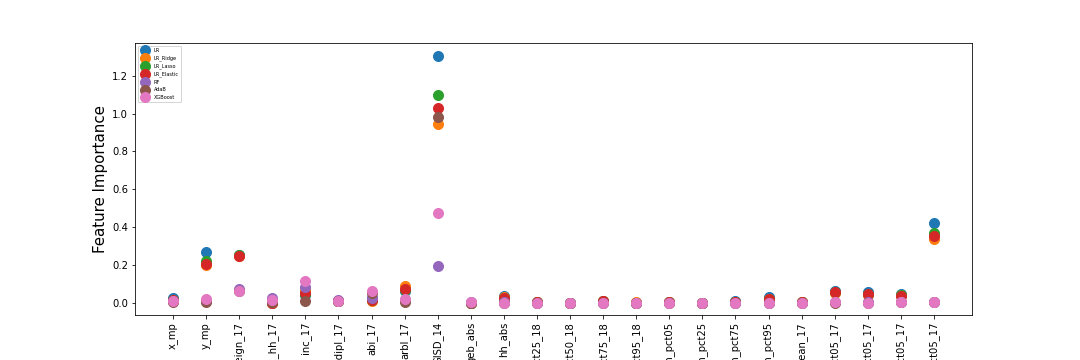 LR
LR_Ridge
LR_Lasso
LR_Elastic
RF
AdaB
XGBoost
Feature Importance
1.2
1.0
0.8
0.6
0.4
0.2
0.0
x_mp
y_mp
eign_17
_hh_17
inc_17
dipl_17
abi_17
arbl_17
ISD_14
eb_abs
hh_abs
ct25_18
ct50_18
ct75_18
ct95_18
_pct05
_pct25
_pct75
_pct95
ean_17
ct05_17
ct05_17
ct05_17
ct05_17